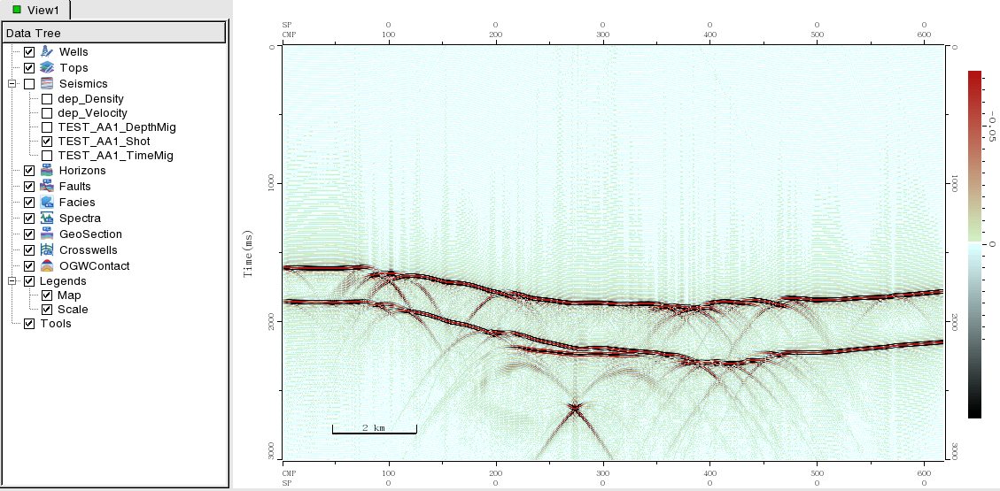 View1
Data Tree
Wells
Tops
Seismics
dep_Density
dep_Velocity
TEST_AA1_DepthMig
TEST_AA1_Shot
TEST_AA1_TimeMig
Horizons
Faults
Facies
Spectra
GeoSection
Crosswells
OGWContact
Legends
Map
Scale
Tools
SP 0 0 0 0 0 0
CMP 100 200 300 400 500 600
0
1000
2000
3000
Time(ms)
2 km
0
1000
2000
3000
CMP 100 200 300 400 500 600
SP 0 0 0 0 0 0
-0.05
0